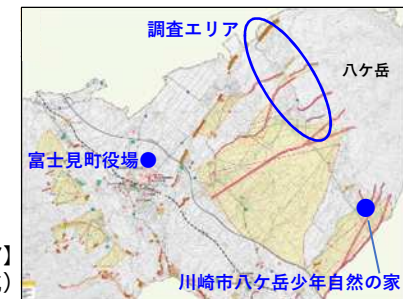 調査エリア
八ケ岳
富士見町役場
川崎市八ケ岳少年自然の家
】
）